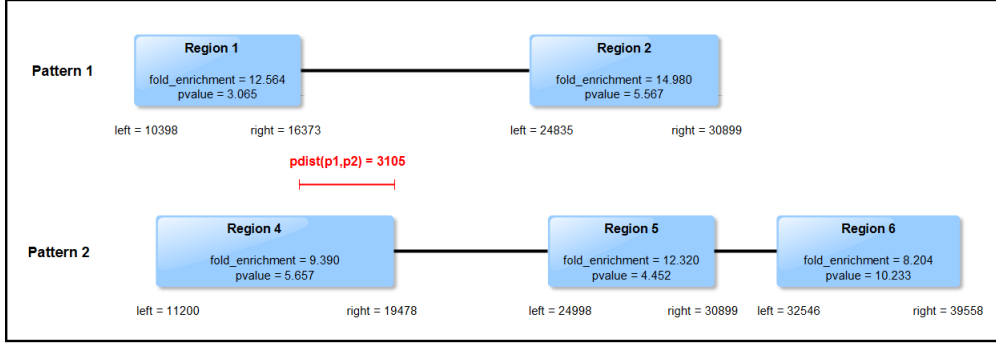 Region 1
Region 2
Pattern 1
fold_enrichment = 12.564
pvalue = 3.065
fold_enrichment = 14.980
pvalue = 5.567
left = 10398
right = 16373
left = 24835
right = 30899
pdist(p1,p2) = 3105
Region 4
Region 5
Region 6
Pattern 2
fold_enrichment = 9.390
pvalue = 5.657
fold_enrichment = 12.320
pvalue = 4.452
fold_enrichment = 8.204
pvalue = 10.233
left = 11200
right = 19478
left = 24998
right = 30899
left = 32546
right = 39558